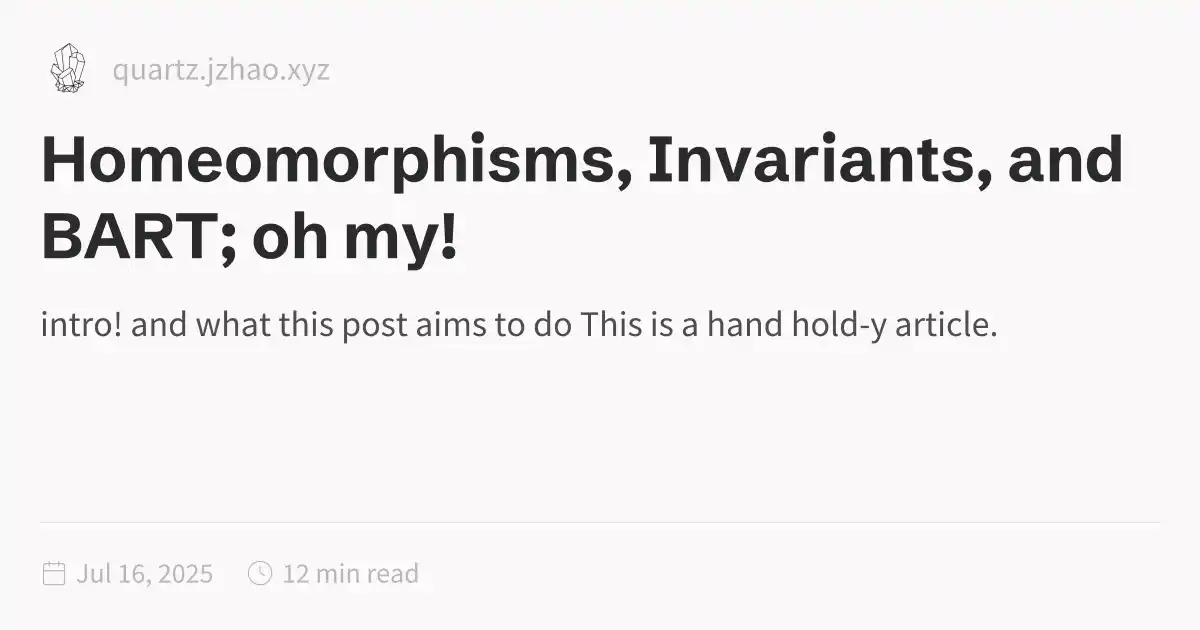 quartz.jzhao.xyz
Homeomorphisms, Invariants, and
BART; oh my!
intro! and what this post aims to do This is a hand hold-y article.
Jul 16, 2025 12 min read